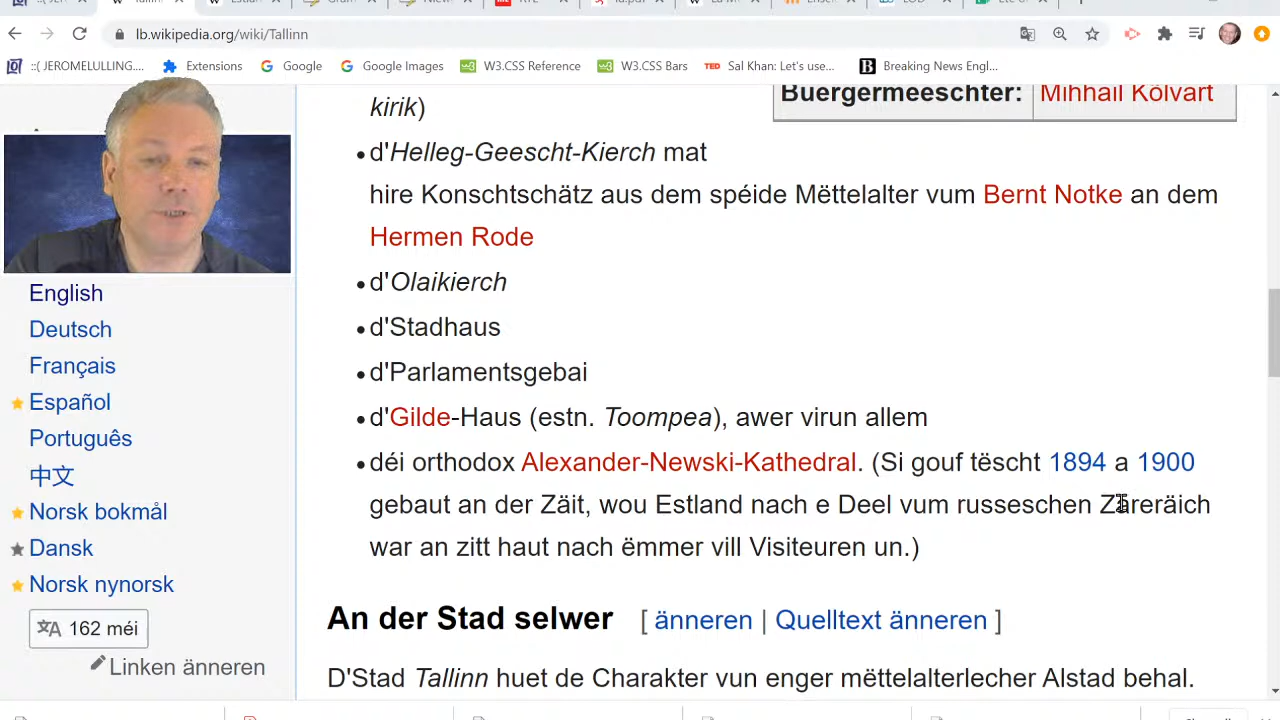 lb.wikipedia.org/wiki/Tallinn
::( JEROMELULLING.... Extensions Google Google Images W3.CSS Reference W3.CSS Bars TED Sal Khan: Let's use... B Breaking News Engl...
kirik)
Buergermeeschter: Mihhail Kõlvart
d'Helleg-Geescht-Kierch mat
hire Konschtschätz aus dem spéide Mëttelalter vum Bernt Notke an dem
Hermen Rode
d'Olaikierch
d'Stadhaus
d'Parlamentsgebai
d'Gilde-Haus (estn. Toompea), awer virun allem
déi orthodox Alexander-Newski-Kathedral. (Si gouf tëscht 1894 a 1900
gebaut an der Zäit, wou Estland nach e Deel vum russeschen Zareräich
war an zitt haut nach ëmmer vill Visiteuren un.)
An der Stad selwer [ änneren | Quelltext änneren ]
D'Stad Tallinn huet de Charakter vun enger mëttelalterlecher Alstad behal.
English
Deutsch
Français
Español
Português
中文
Norsk bokmål
Dansk
Norsk nynorsk
162 méi
Linken änneren